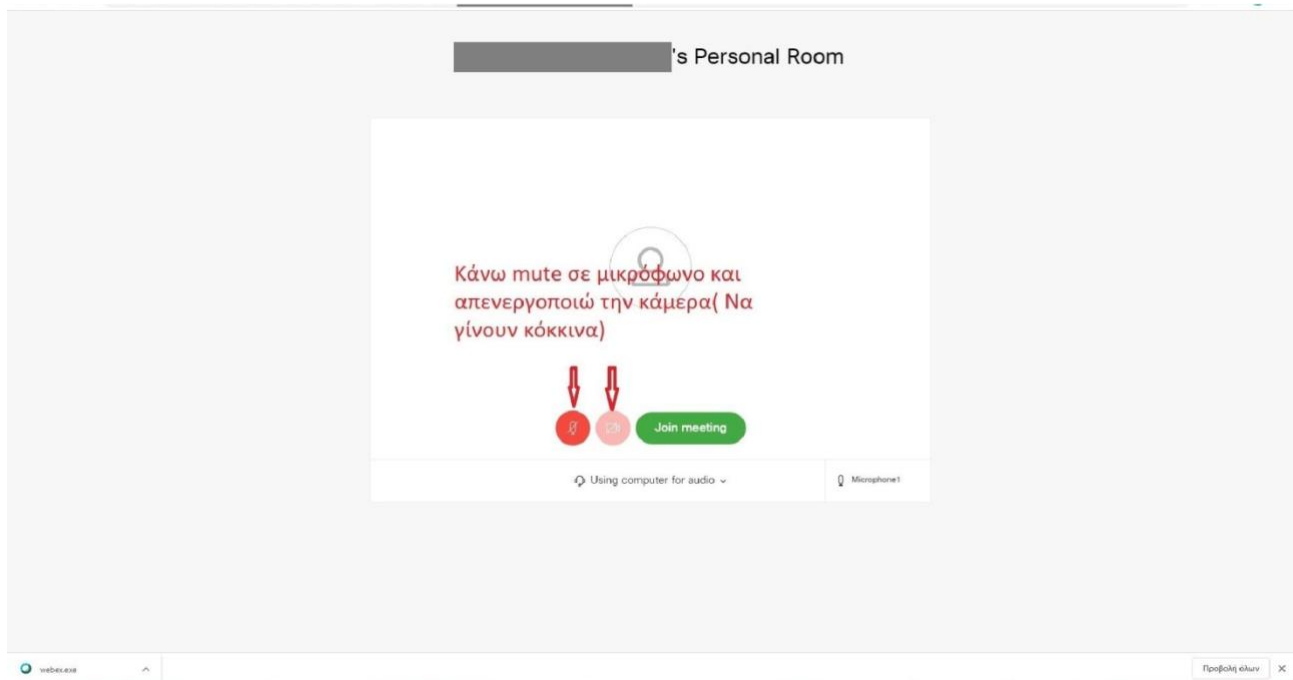 's Personal Room
Κάνω mute σε μικρόφωνο και
απενεργοποιώ την κάμερα( Να
γίνουν κόκκινα)
Join meeting
Using computer for audio
Microphone1
webex.exe
Προβολή όλων